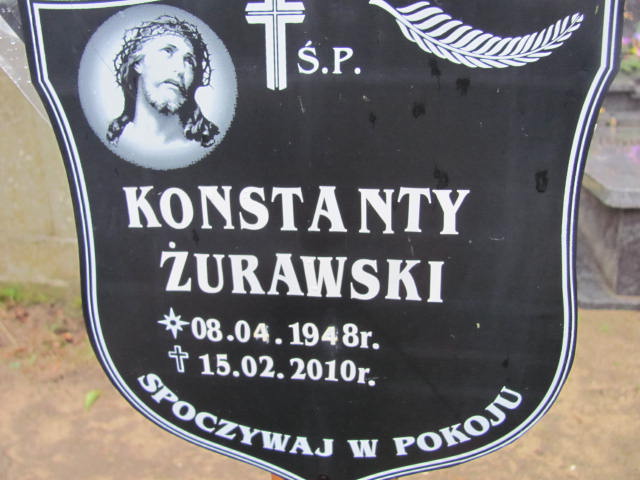 Ś.P.
KONSTANTY
ŻURAWSKI
08.04.1948r.
15.02.2010r.
SPOCZYWAJ W POKOJU